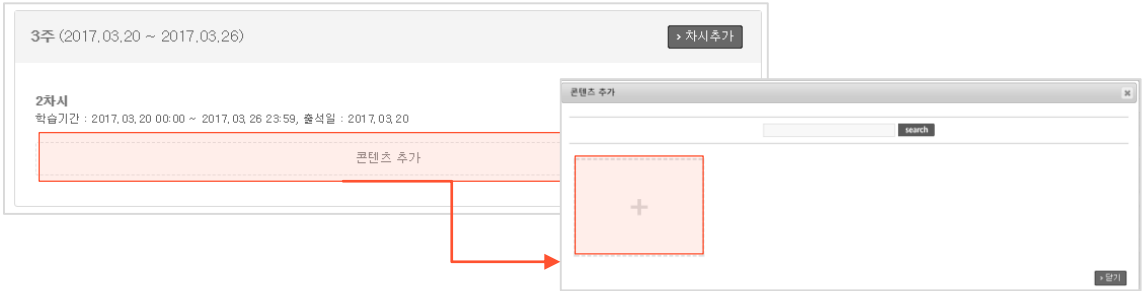 3주 (2017.03.20 ~ 2017.03.26)
› 차시추가
2차시
학습기간 : 2017.03.20 00:00 ~ 2017.03.26 23:59, 출석일 : 2017.03.20
콘텐츠 추가
콘텐츠 추가
search
+
» 닫기